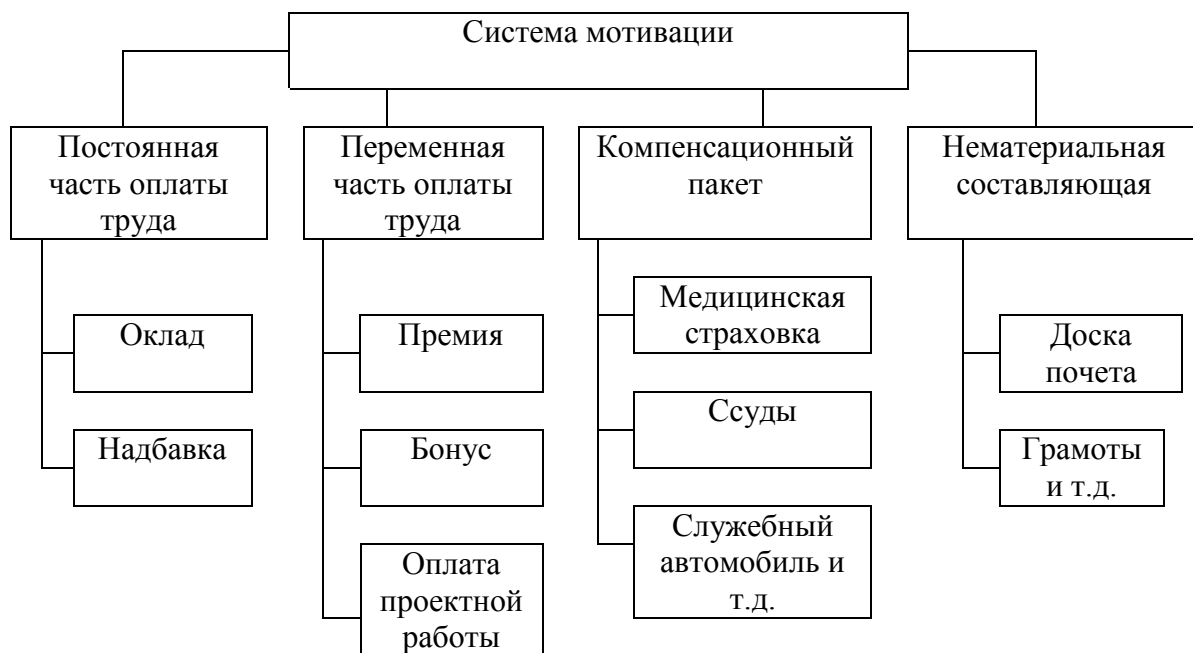 Система мотивации
Постоянная
часть оплаты
труда
Переменная
часть оплаты
труда
Компенсационный
пакет
Нематериальная
составляющая
Оклад
Надбавка
Премия
Бонус
Оплата
проектной
работы
Медицинская
страховка
Ссуды
Служебный
автомобиль и
т.д.
Доска
почета
Грамоты
и т.д.